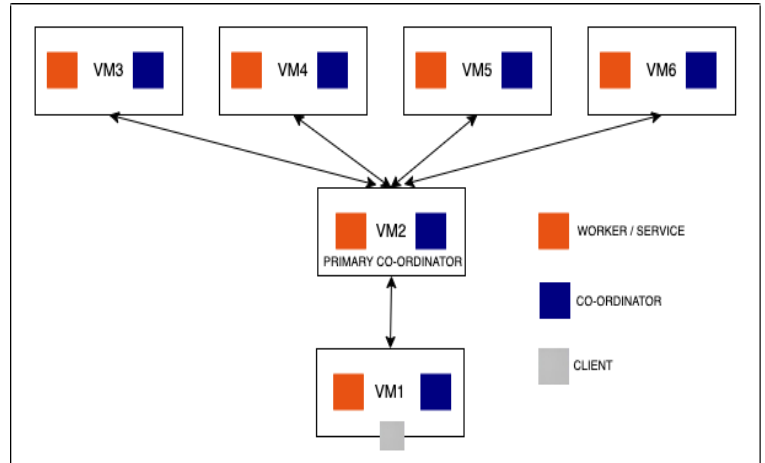 VM3
VM4
VM5
VM6
VM2
PRIMARY CO-ORDINATOR
WORKER / SERVICE
CO-ORDINATOR
CLIENT
VM1